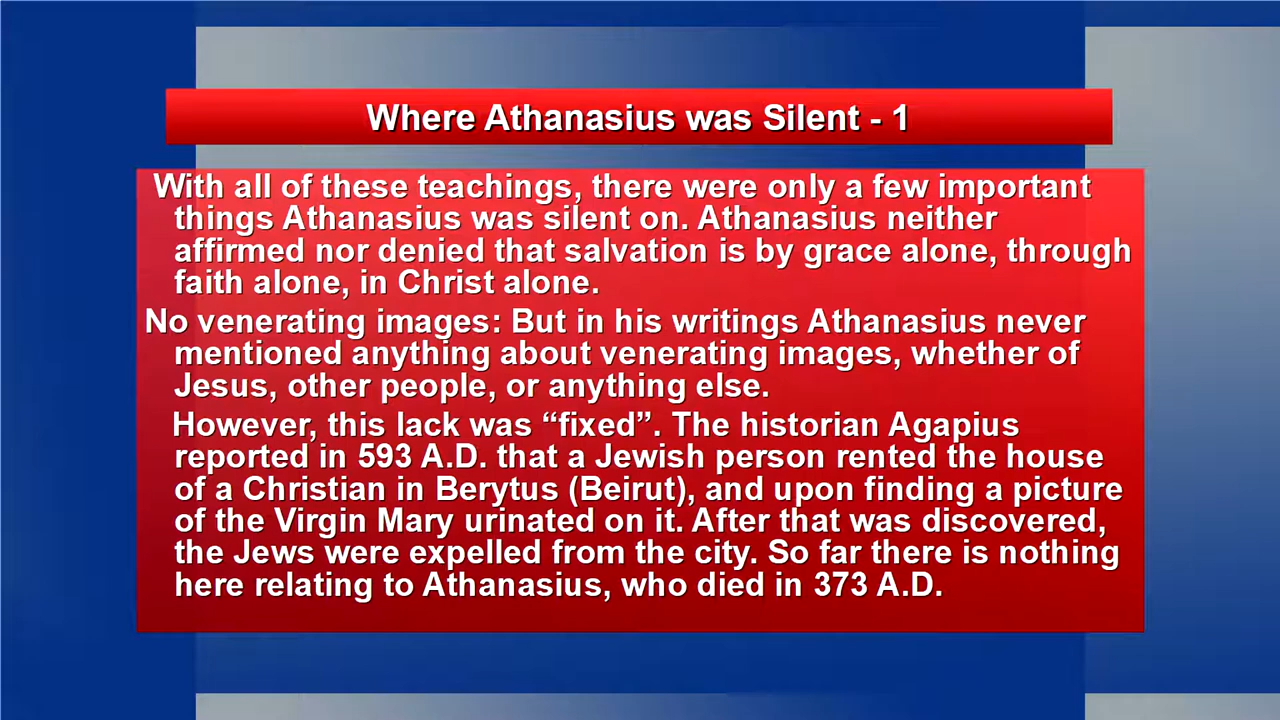 Where Athanasius was Silent - 1
With all of these teachings, there were only a few important
things Athanasius was silent on. Athanasius neither
affirmed nor denied that salvation is by grace alone, through
faith alone, in Christ alone.
No venerating images: But in his writings Athanasius never
mentioned anything about venerating images, whether of
Jesus, other people, or anything else.
However, this lack was “fixed”. The historian Agapius
reported in 593 A.D. that a Jewish person rented the house
of a Christian in Berytus (Beirut), and upon finding a picture
of the Virgin Mary urinated on it. After that was discovered,
the Jews were expelled from the city. So far there is nothing
here relating to Athanasius, who died in 373 A.D.